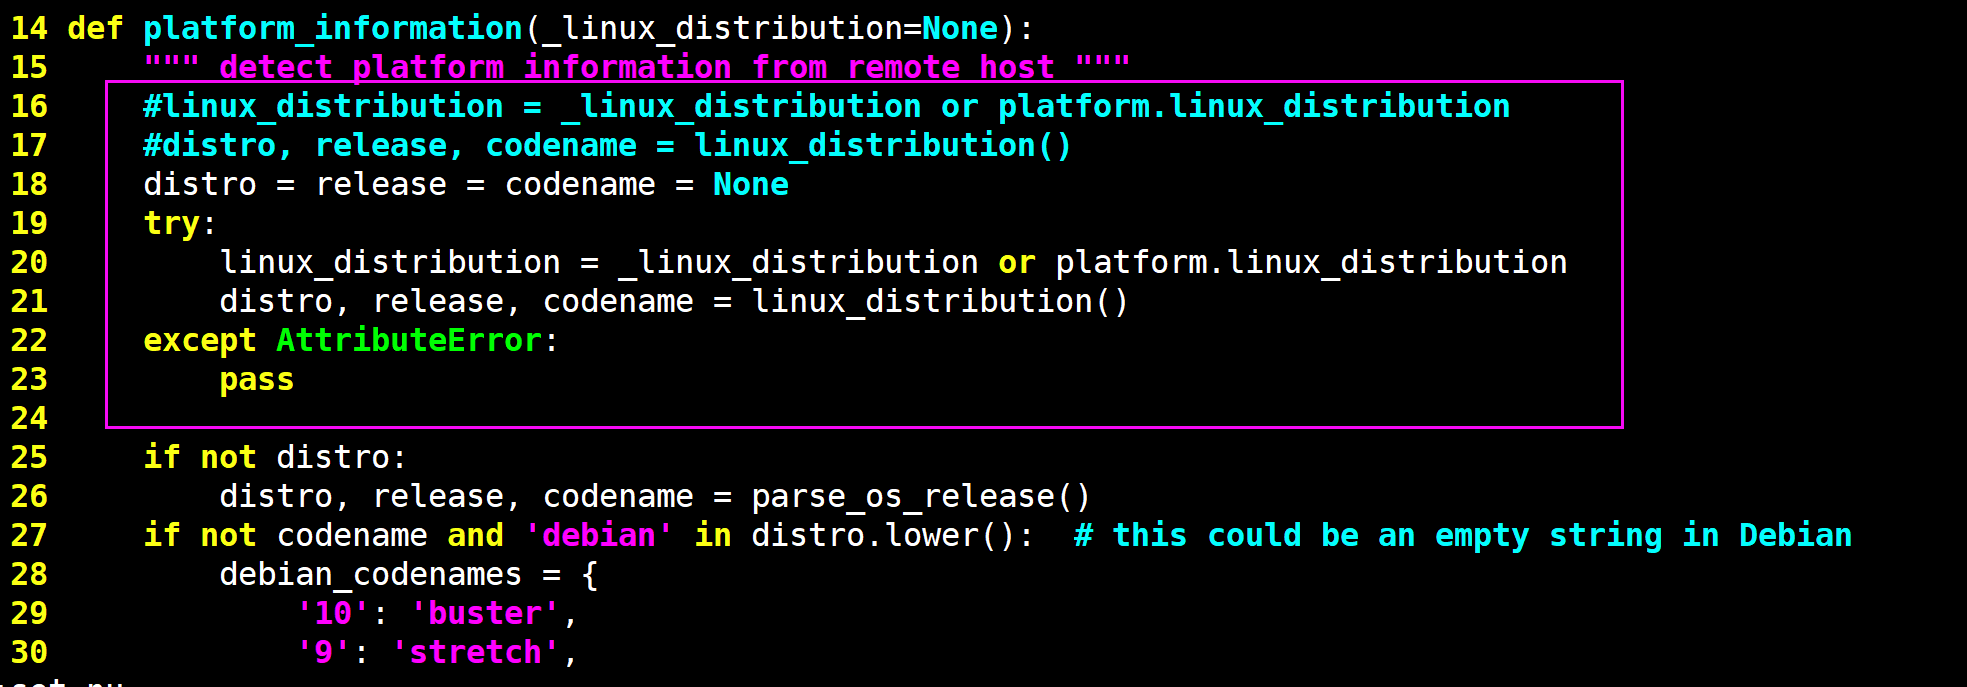 14 def platform_information(_linux_distribution=None):
15     """ detect platform information from remote host """
16     #linux_distribution = _linux_distribution or platform.linux_distribution
17     #distro, release, codename = linux_distribution()
18     distro = release = codename = None
19     try:
20         linux_distribution = _linux_distribution or platform.linux_distribution
21         distro, release, codename = linux_distribution()
22     except AttributeError:
23         pass
24
25     if not distro:
26         distro, release, codename = parse_os_release()
27     if not codename and 'debian' in distro.lower():  # this could be an empty string in Debian
28         debian_codenames = {
29             '10': 'buster',
30             '9': 'stretch',